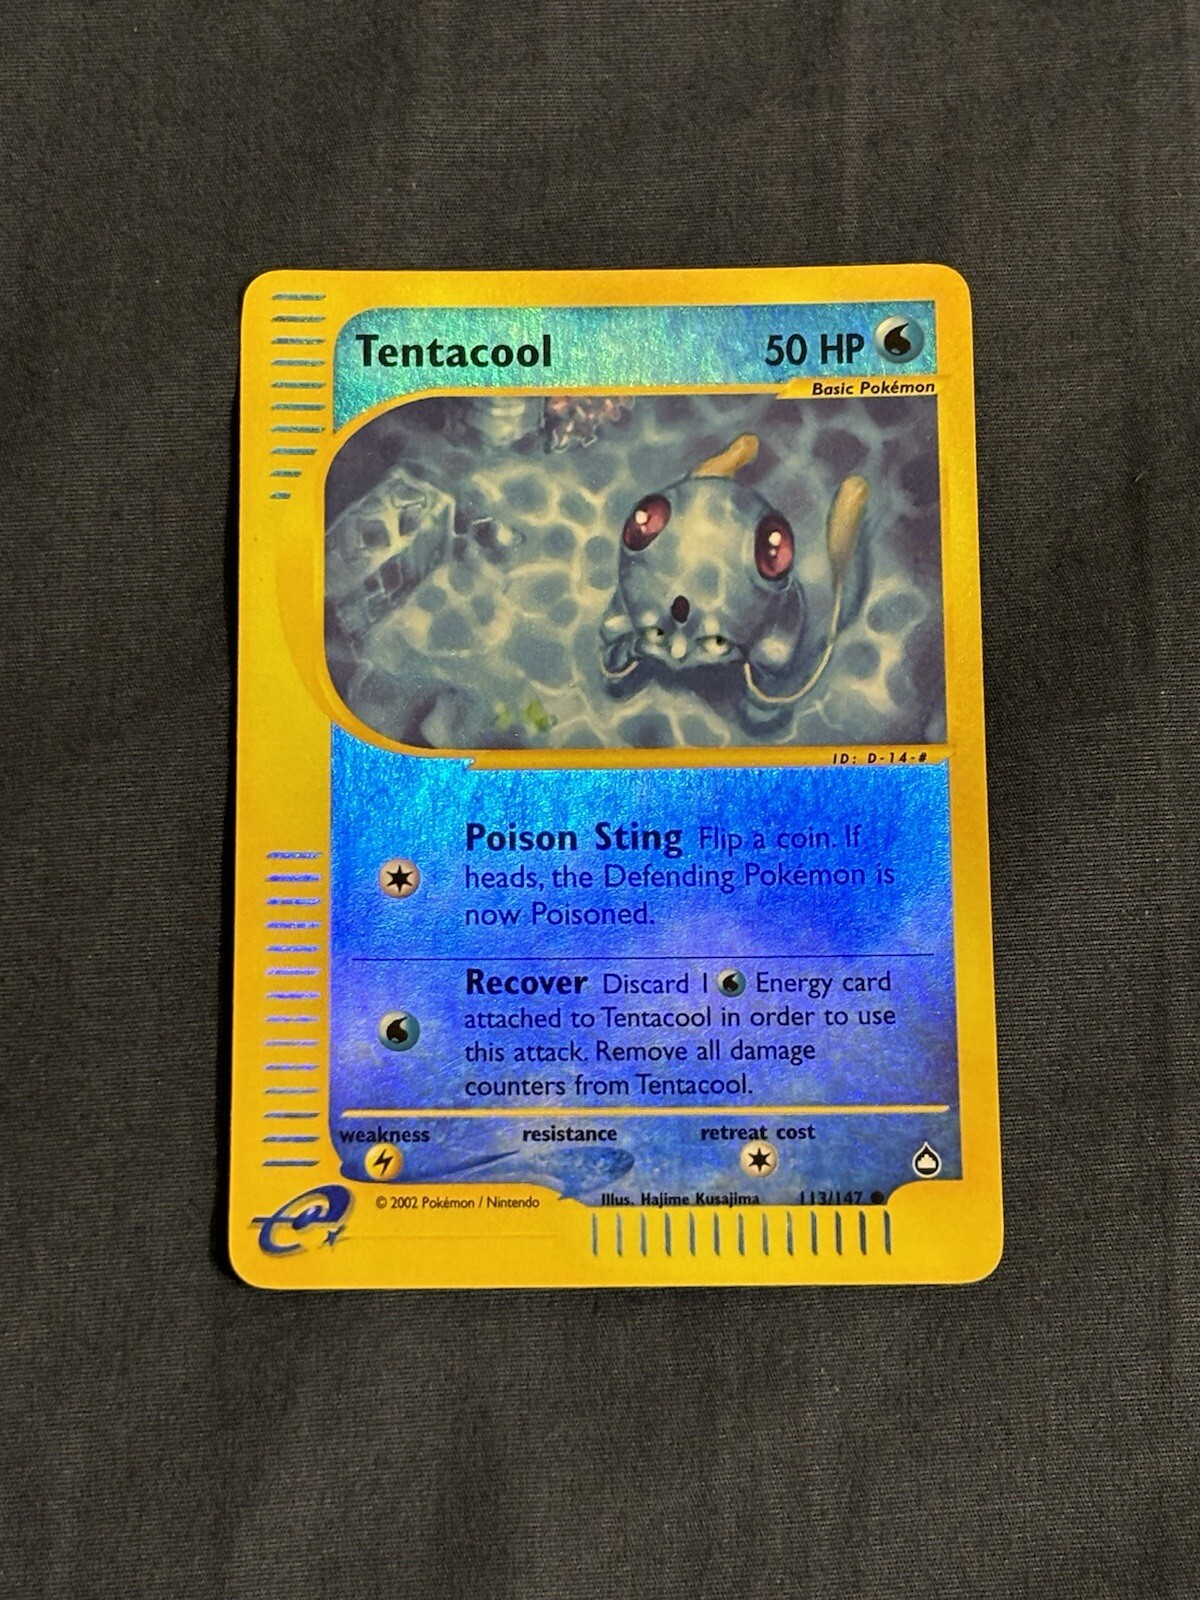 Tentacool 50 HP
Basic Pokémon
ID: D-14-#
Poison Sting Flip a coin. If
heads, the Defending Pokémon is
now Poisoned.
Recover Discard 1 Energy card
attached to Tentacool in order to use
this attack. Remove all damage
counters from Tentacool.
weakness resistance retreat cost
e
© 2002 Pokémon / Nintendo Illus. Hajime Kusajima 113/147